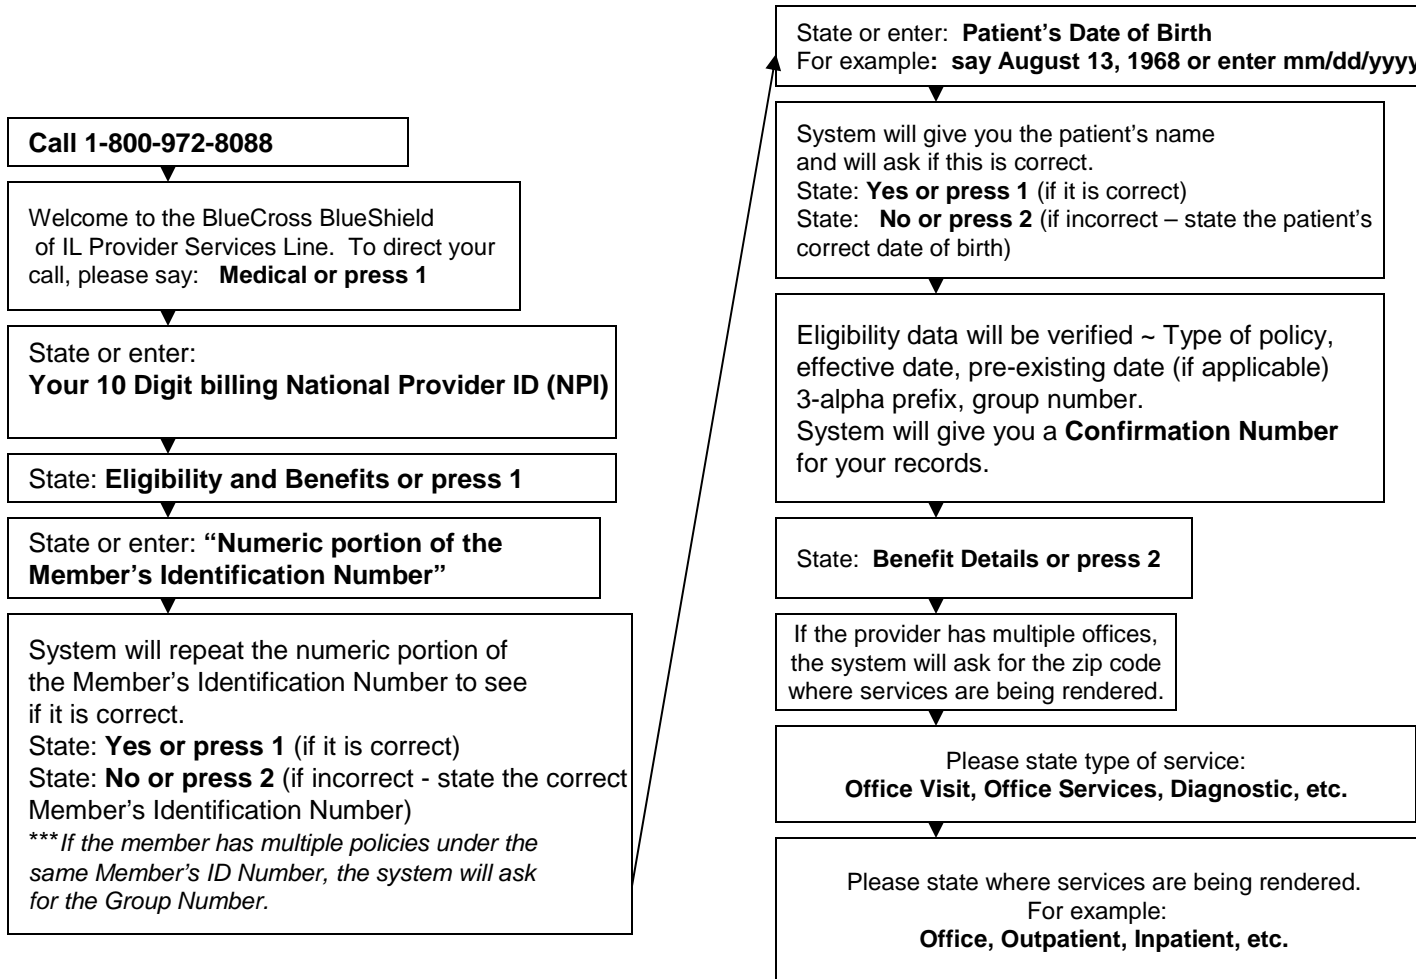 Call 1-800-972-8088
Welcome to the BlueCross BlueShield
of IL Provider Services Line. To direct your
call, please say: Medical or press 1
State or enter:
Your 10 Digit billing National Provider ID (NPI)
State: Eligibility and Benefits or press 1
State or enter: “Numeric portion of the
Member’s Identification Number”
System will repeat the numeric portion of
the Member’s Identification Number to see
if it is correct.
State: Yes or press 1 (if it is correct)
State: No or press 2 (if incorrect - state the correct
Member’s Identification Number)
***If the member has multiple policies under the
same Member’s ID Number, the system will ask
for the Group Number.
State or enter: Patient’s Date of Birth
For example: say August 13, 1968 or enter mm/dd/yyyy
System will give you the patient’s name
and will ask if this is correct.
State: Yes or press 1 (if it is correct)
State: No or press 2 (if incorrect – state the patient’s
correct date of birth)
Eligibility data will be verified ~ Type of policy,
effective date, pre-existing date (if applicable)
3-alpha prefix, group number.
System will give you a Confirmation Number
for your records.
State: Benefit Details or press 2
If the provider has multiple offices,
the system will ask for the zip code
where services are being rendered.
Please state type of service:
Office Visit, Office Services, Diagnostic, etc.
Please state where services are being rendered.
For example:
Office, Outpatient, Inpatient, etc.